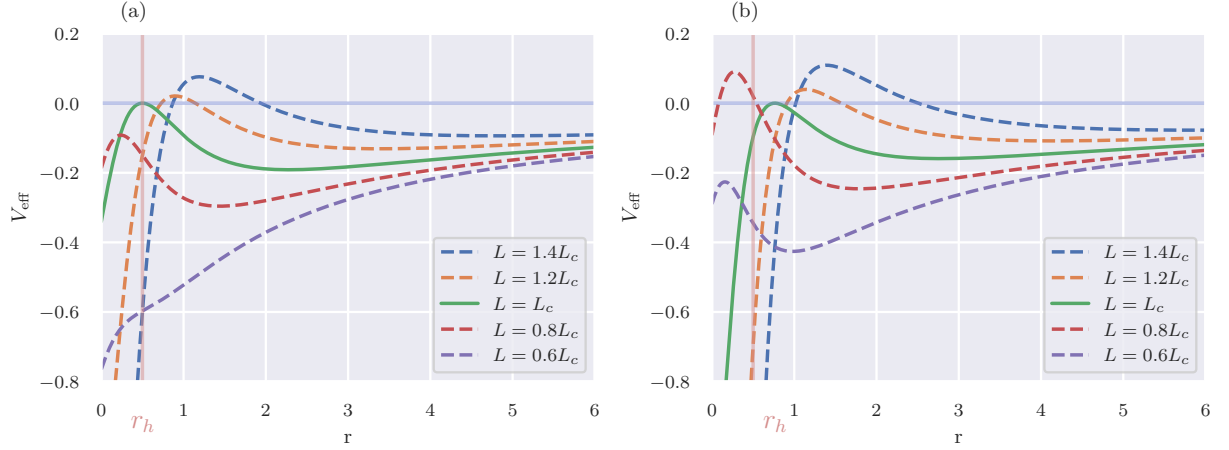 (a)
0.2
0.0
−0.2
−0.4
−0.6
−0.8
V_eff
0 1 2 3 4 5 6
r_h
r
L = 1.4L_c
L = 1.2L_c
L = L_c
L = 0.8L_c
L = 0.6L_c
(b)
0.2
0.0
−0.2
−0.4
−0.6
−0.8
V_eff
0 1 2 3 4 5 6
r_h
r
L = 1.4L_c
L = 1.2L_c
L = L_c
L = 0.8L_c
L = 0.6L_c